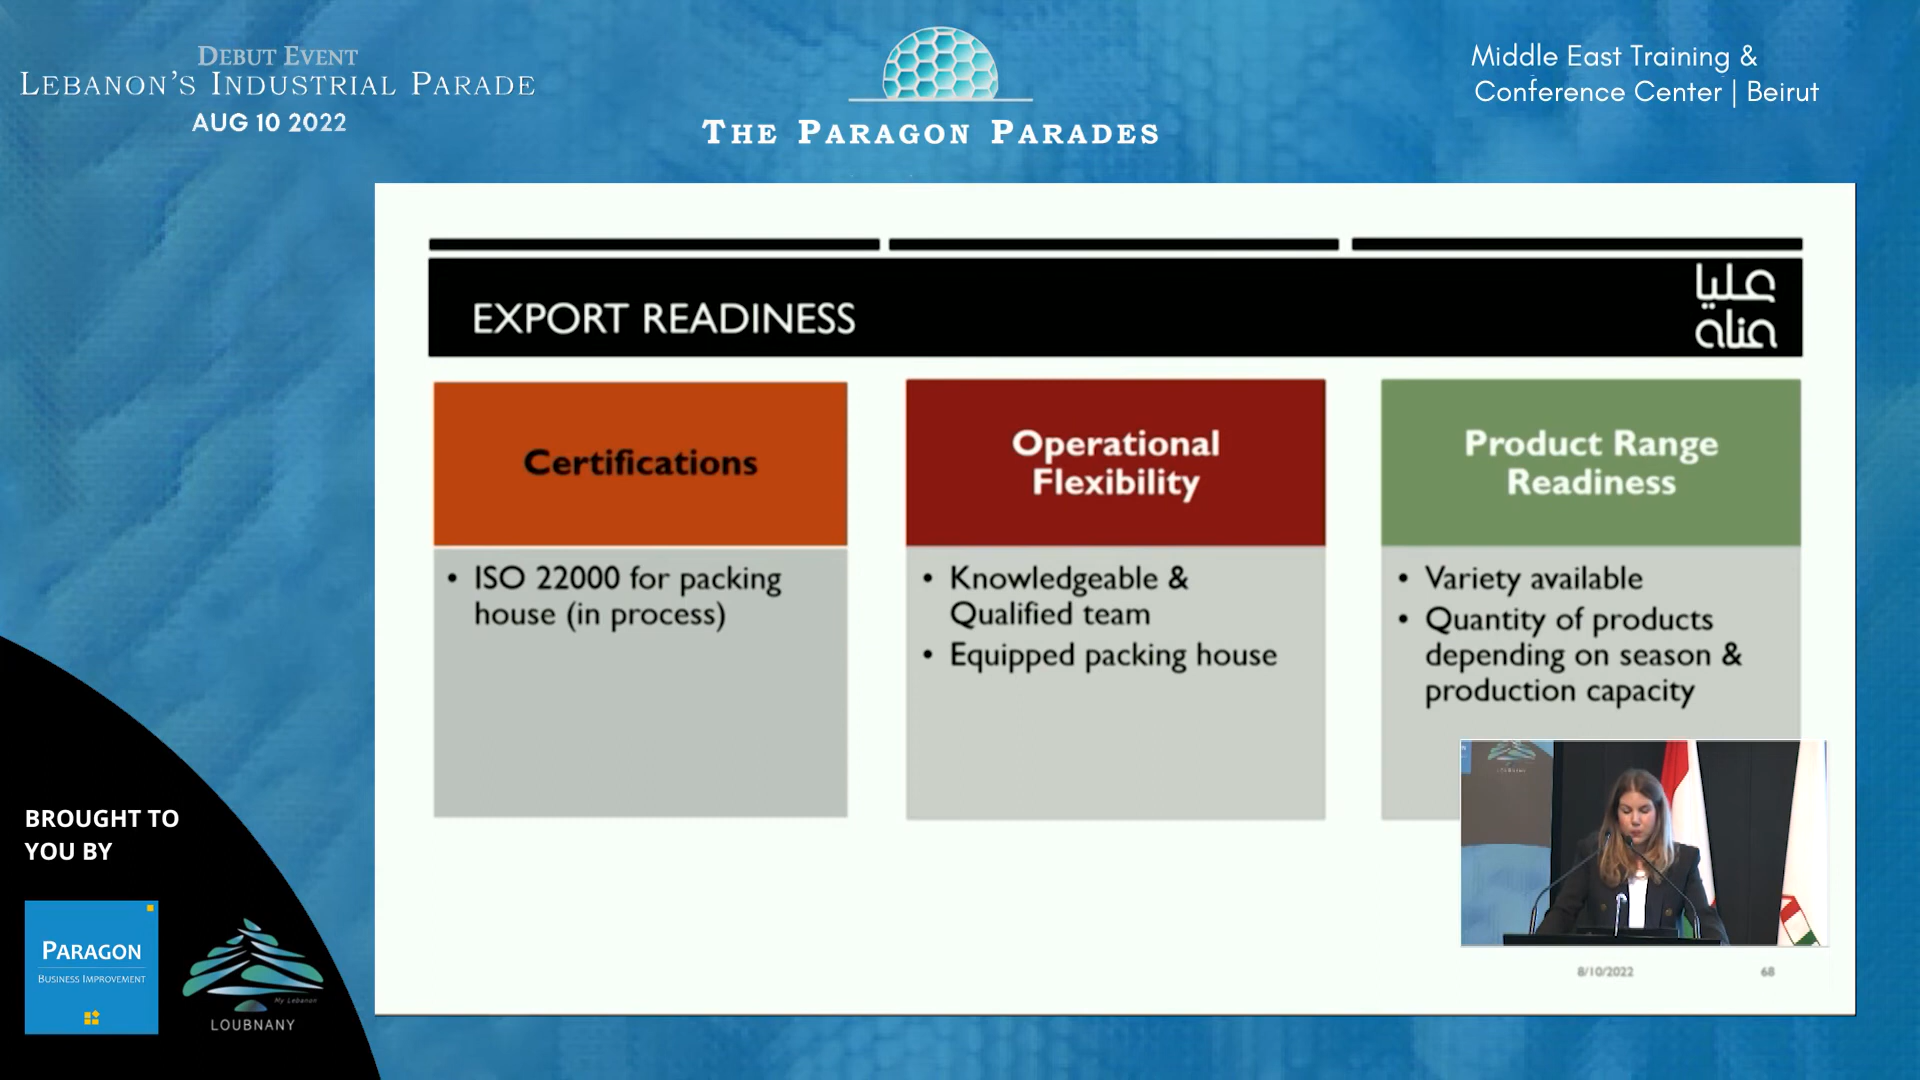 DEBUT EVENT
LEBANON'S INDUSTRIAL PARADE
AUG 10 2022
THE PARAGON PARADES
Middle East Training &
Conference Center | Beirut
EXPORT READINESS
عليا
alia
Certifications
• ISO 22000 for packing
house (in process)
Operational
Flexibility
• Knowledgeable &
Qualified team
• Equipped packing house
Product Range
Readiness
• Variety available
• Quantity of products
depending on season &
production capacity
8/10/2022
68
BROUGHT TO
YOU BY
PARAGON
BUSINESS IMPROVEMENT
My Lebanon
LOUBNANY